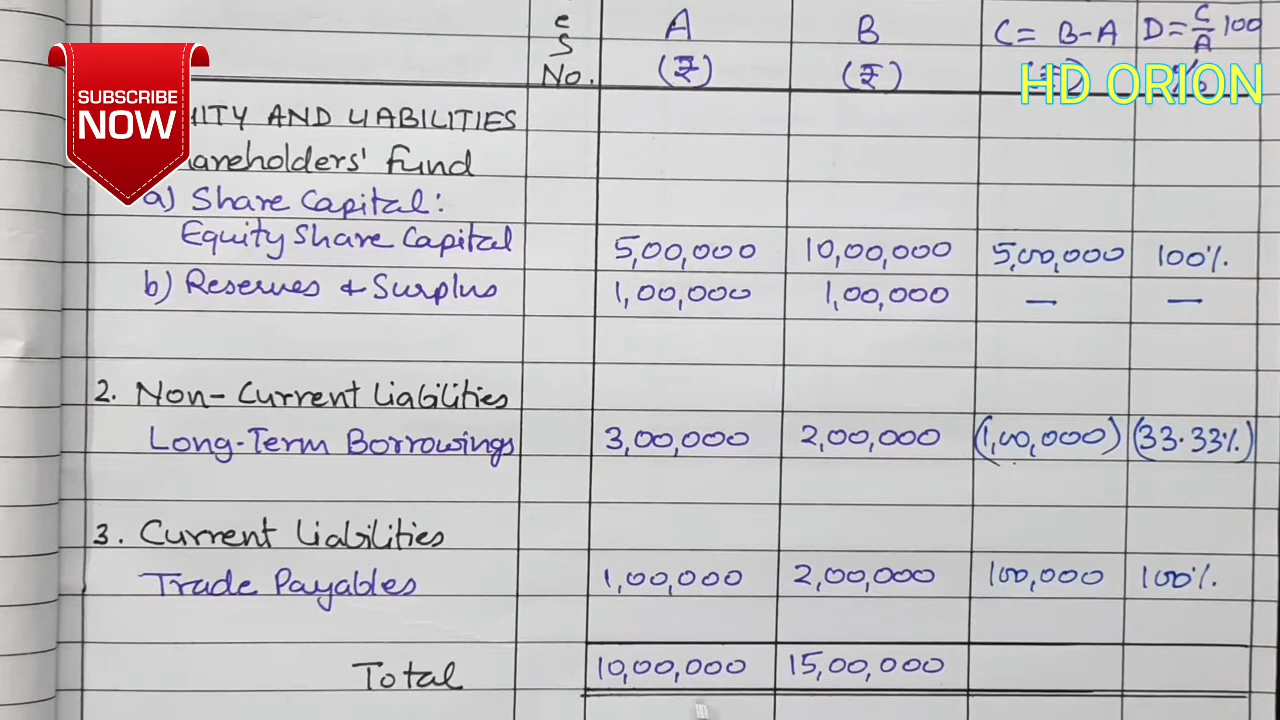 e A B C = B-A D = C/A 100
S
No. (₹) (₹)
HD ORION
SUBSCRIBE
NOW
ITY AND LIABILITIES
areholders' fund
a) Share Capital:
Equity Share Capital 5,00,000 10,00,000 5,00,000 100%.
b) Reserves & Surplus 1,00,000 1,00,000 — —
2. Non-Current Liabilities
Long-Term Borrowings 3,00,000 2,00,000 (1,00,000) (33.33%.)
3. Current Liabilities
Trade Payables 1,00,000 2,00,000 100,000 100%.
Total 10,00,000 15,00,000